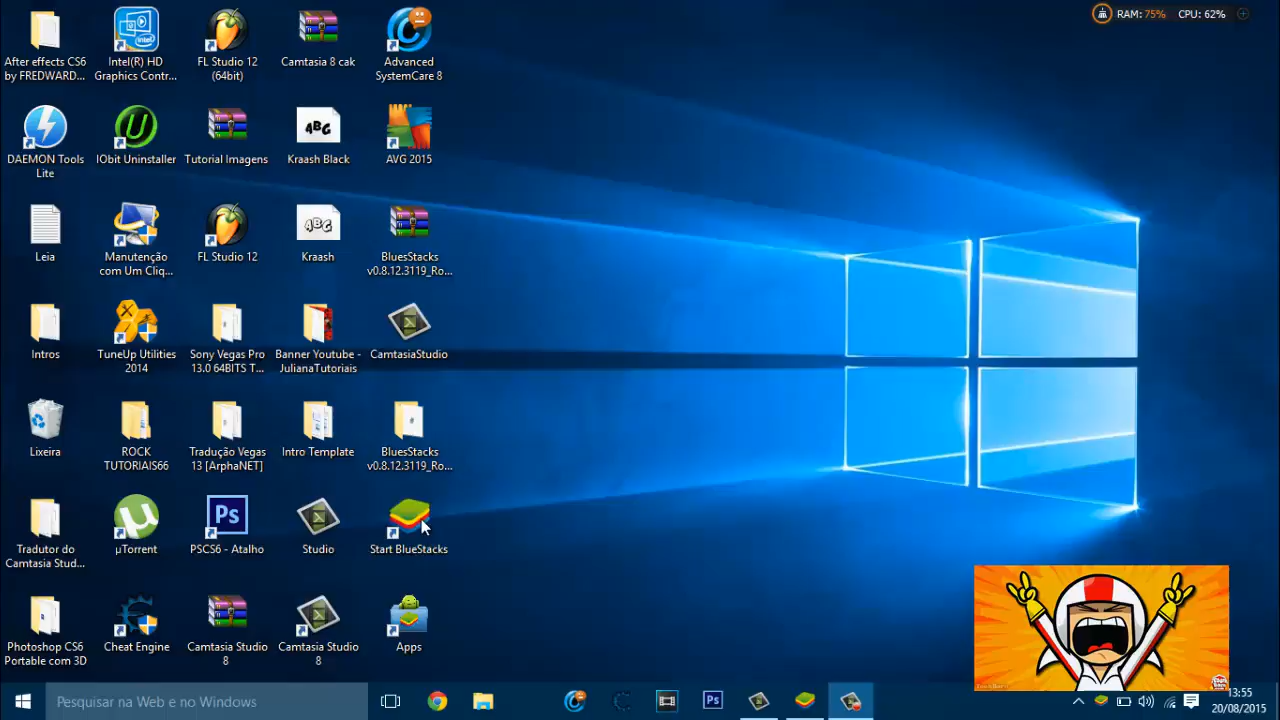 RAM: 75% CPU: 62%
After effects CS6
by FREDWARD...
Intel(R) HD
Graphics Contr...
FL Studio 12
(64bit)
Camtasia 8 cak
Advanced
SystemCare 8
DAEMON Tools
Lite
IObit Uninstaller
Tutorial Imagens
ABG
Kraash Black
AVG 2015
Leia
Manutenção
com Um Cliq...
FL Studio 12
ABG
Kraash
BluesStacks
v0.8.12.3119_Ro...
Intros
TuneUp Utilities
2014
Sony Vegas Pro
13.0 64BITS T...
Banner Youtube -
JulianaTutoriais
CamtasiaStudio
Lixeira
ROCK
TUTORIAIS66
Tradução Vegas
13 [ArphaNET]
Intro Template
BluesStacks
v0.8.12.3119_Ro...
Tradutor do
Camtasia Stud...
µTorrent
Ps
PSCS6 - Atalho
Studio
Start BlueStacks
Photoshop CS6
Portable com 3D
Cheat Engine
Camtasia Studio
8
Camtasia Studio
8
Apps
Pesquisar na Web e no Windows
Ps
13:55
20/08/2015